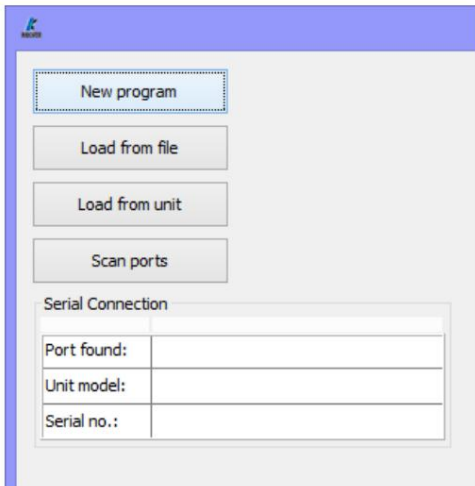 New program
Load from file
Load from unit
Scan ports
Serial Connection
Port found:
Unit model:
Serial no.: